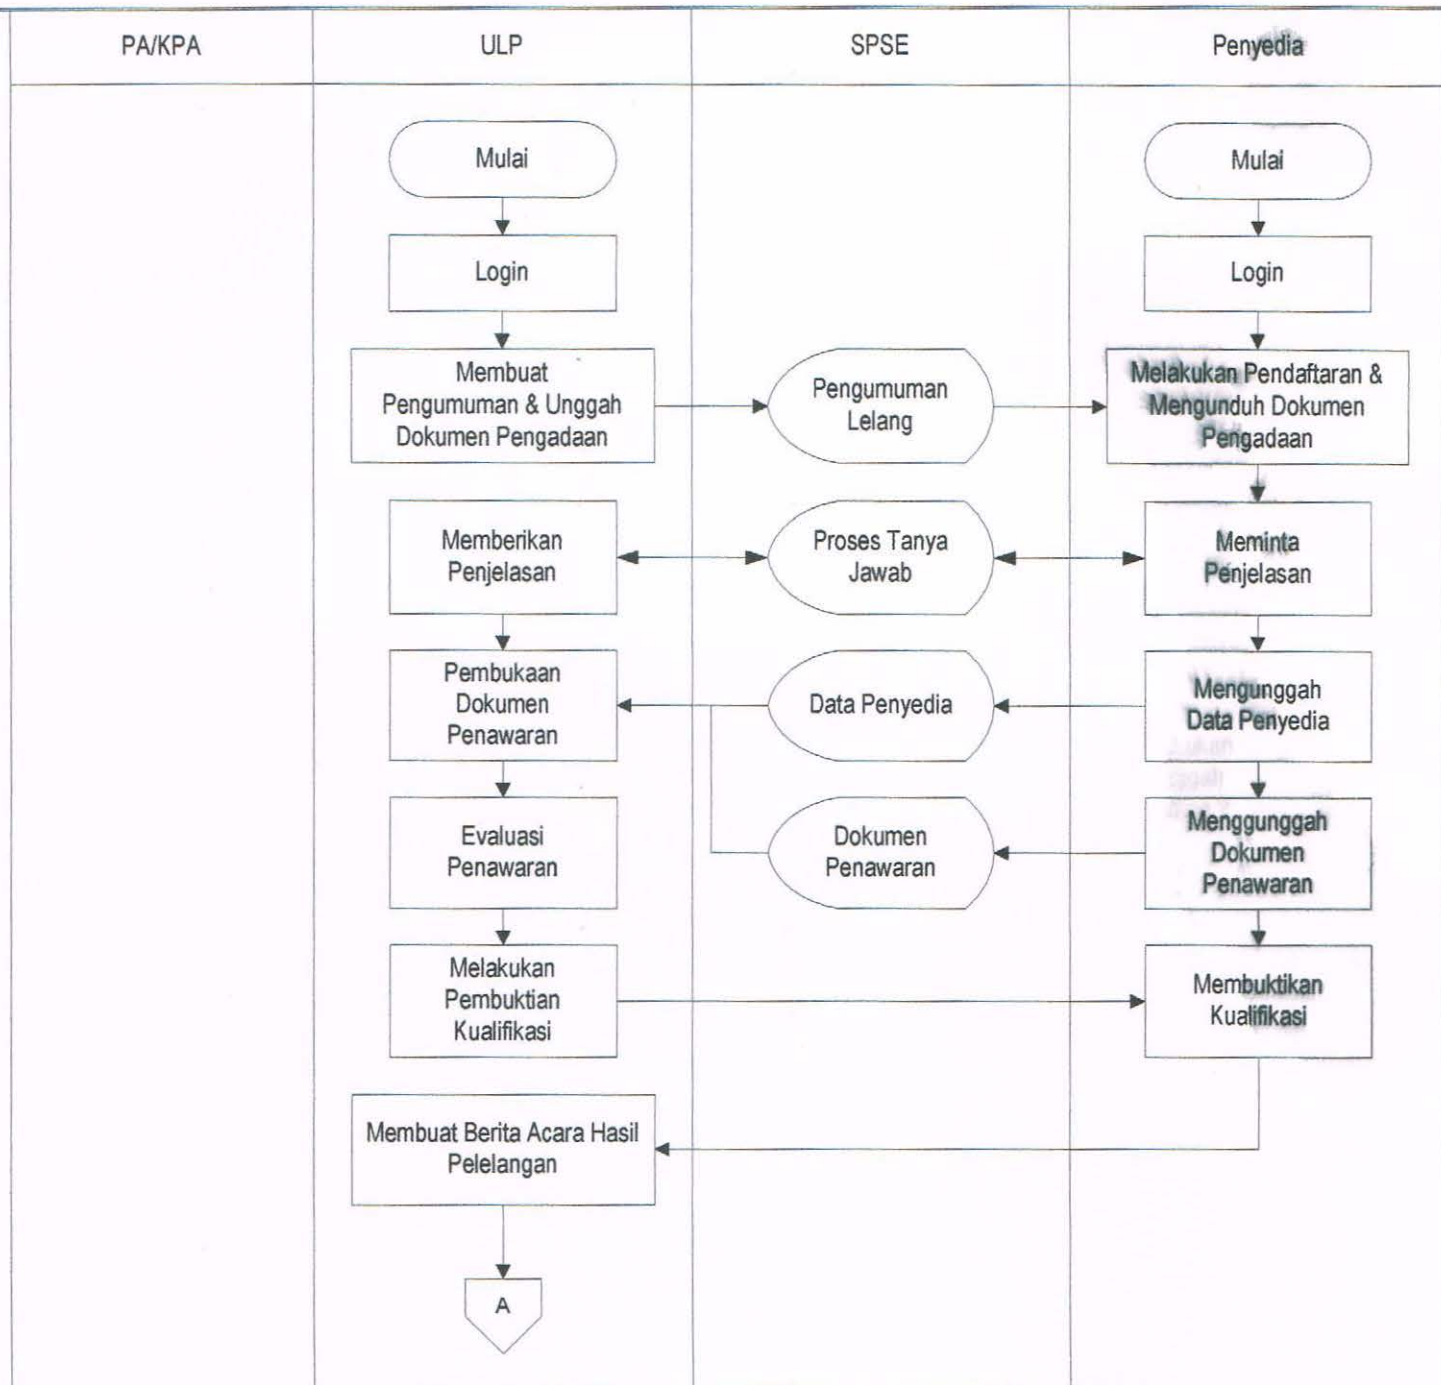 PA/KPA
ULP
SPSE
Penyedia
Mulai
Mulai
Login
Login
Membuat
Pengumuman & Unggah
Dokumen Pengadaan
Pengumuman
Lelang
Melakukan Pendaftaran &
Mengunduh Dokumen
Pengadaan
Memberikan
Penjelasan
Proses Tanya
Jawab
Meminta
Penjelasan
Pembukaan
Dokumen
Penawaran
Data Penyedia
Mengunggah
Data Penyedia
Evaluasi
Penawaran
Dokumen
Penawaran
Menggunggah
Dokumen
Penawaran
Melakukan
Pembuktian
Kualifikasi
Membuktikan
Kualifikasi
Membuat Berita Acara Hasil
Pelelangan
A